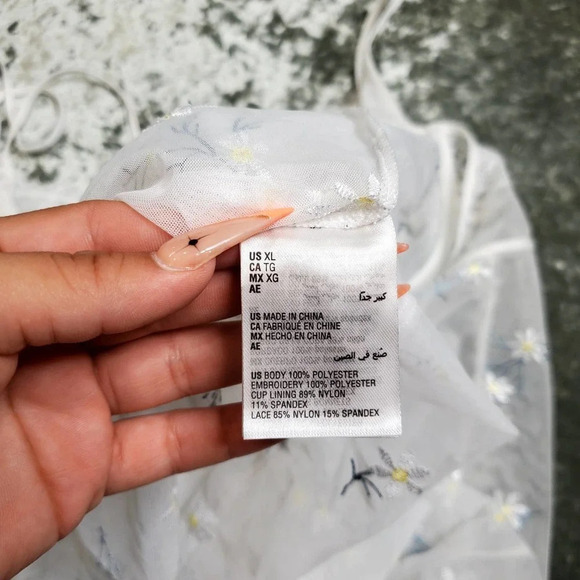 US XL
CA TG
MX XG
AE
كبير جدًا
US MADE IN CHINA
CA FABRIQUÉ EN CHINE
MX HECHO EN CHINA
AE
صُنع في الصين
US BODY 100% POLYESTER
EMBROIDERY 100% POLYESTER
CUP LINING 89% NYLON
11% SPANDEX
LACE 85% NYLON 15% SPANDEX